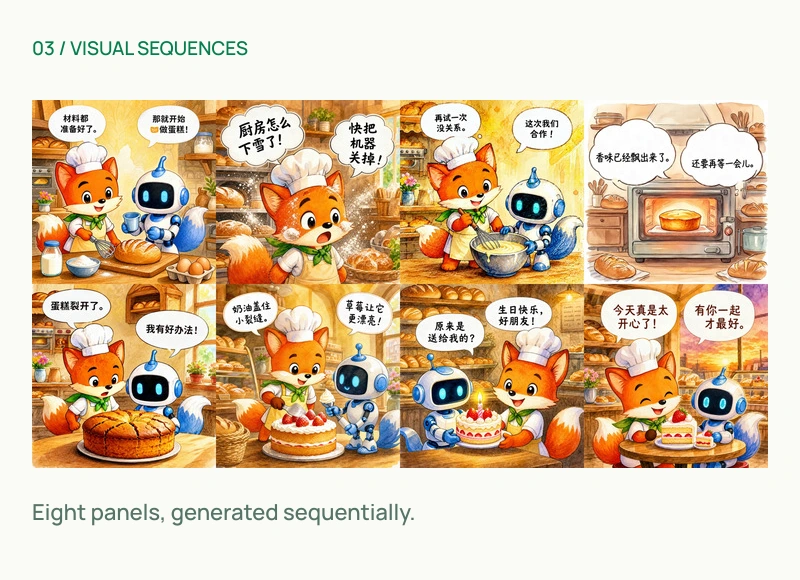 03 / VISUAL SEQUENCES
材料都
准备好了。
那就开始
做蛋糕！
厨房怎么
下雪了！
快把
机器
关掉！
再试一次
没关系。
这次我们
合作！
香味已经飘出来了。
还要再等一会儿。
蛋糕裂开了。
我有好办法！
奶油盖住
小裂缝。
草莓让它
更漂亮！
原来是
送给我的？
生日快乐，
好朋友！
今天真是太
开心了！
有你一起
才最好。
Eight panels, generated sequentially.